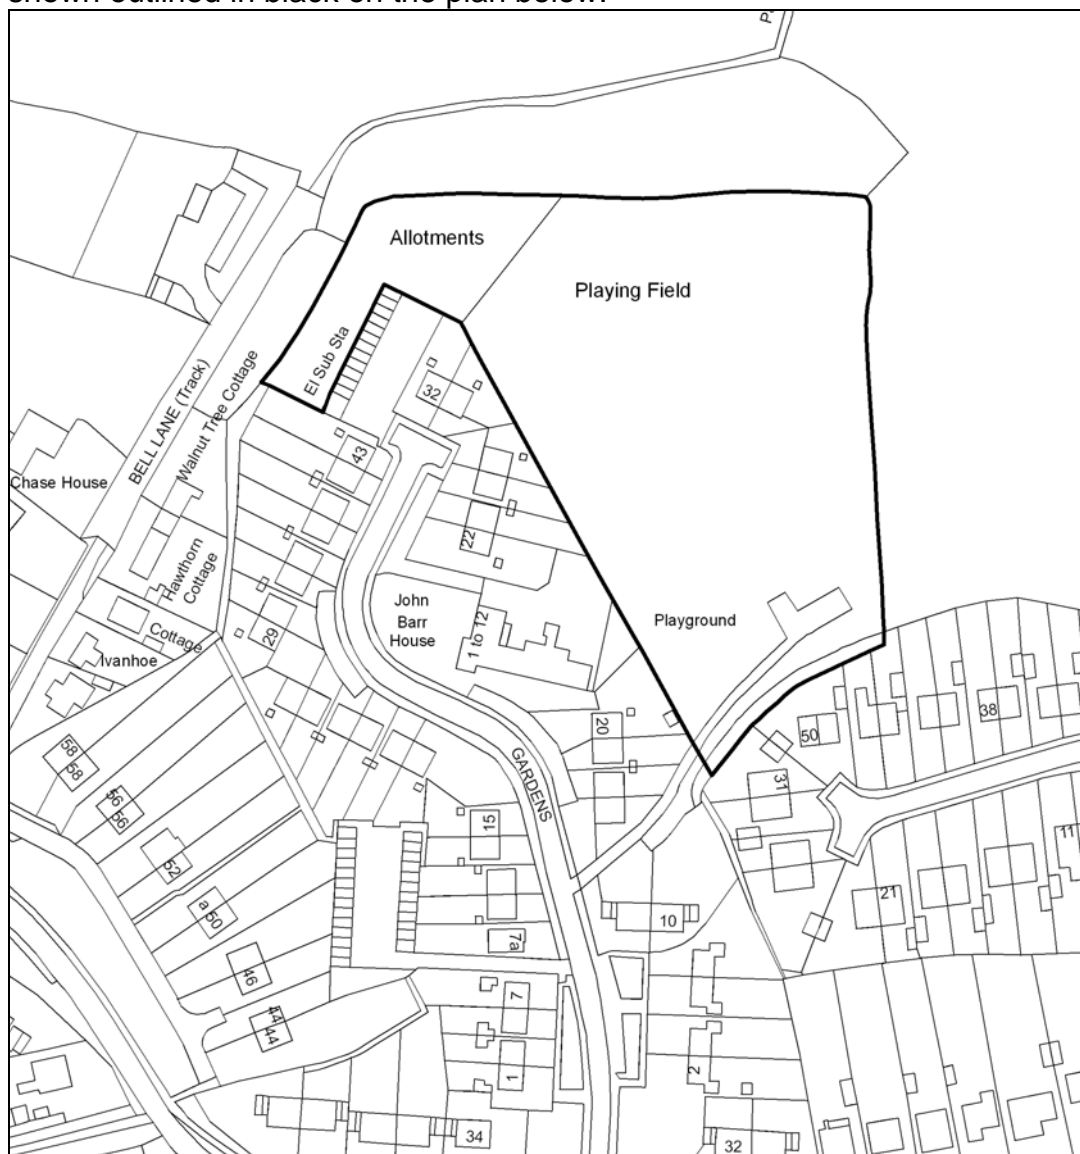 shown outlined in black on the plan below.
Allotments
Playing Field
El Sub Sta
32
BELL LANE (Track)
Walnut Tree Cottage
43
Chase House
22
Hawthorn
Cottage
John
Barr
House
1 to 12
Playground
29
Cottage
Ivanhoe
38
20
50
58
58
GARDENS
31
56
56
15
11
52
21
a 50
10
7a
46
7
44
44
2
1
34
32